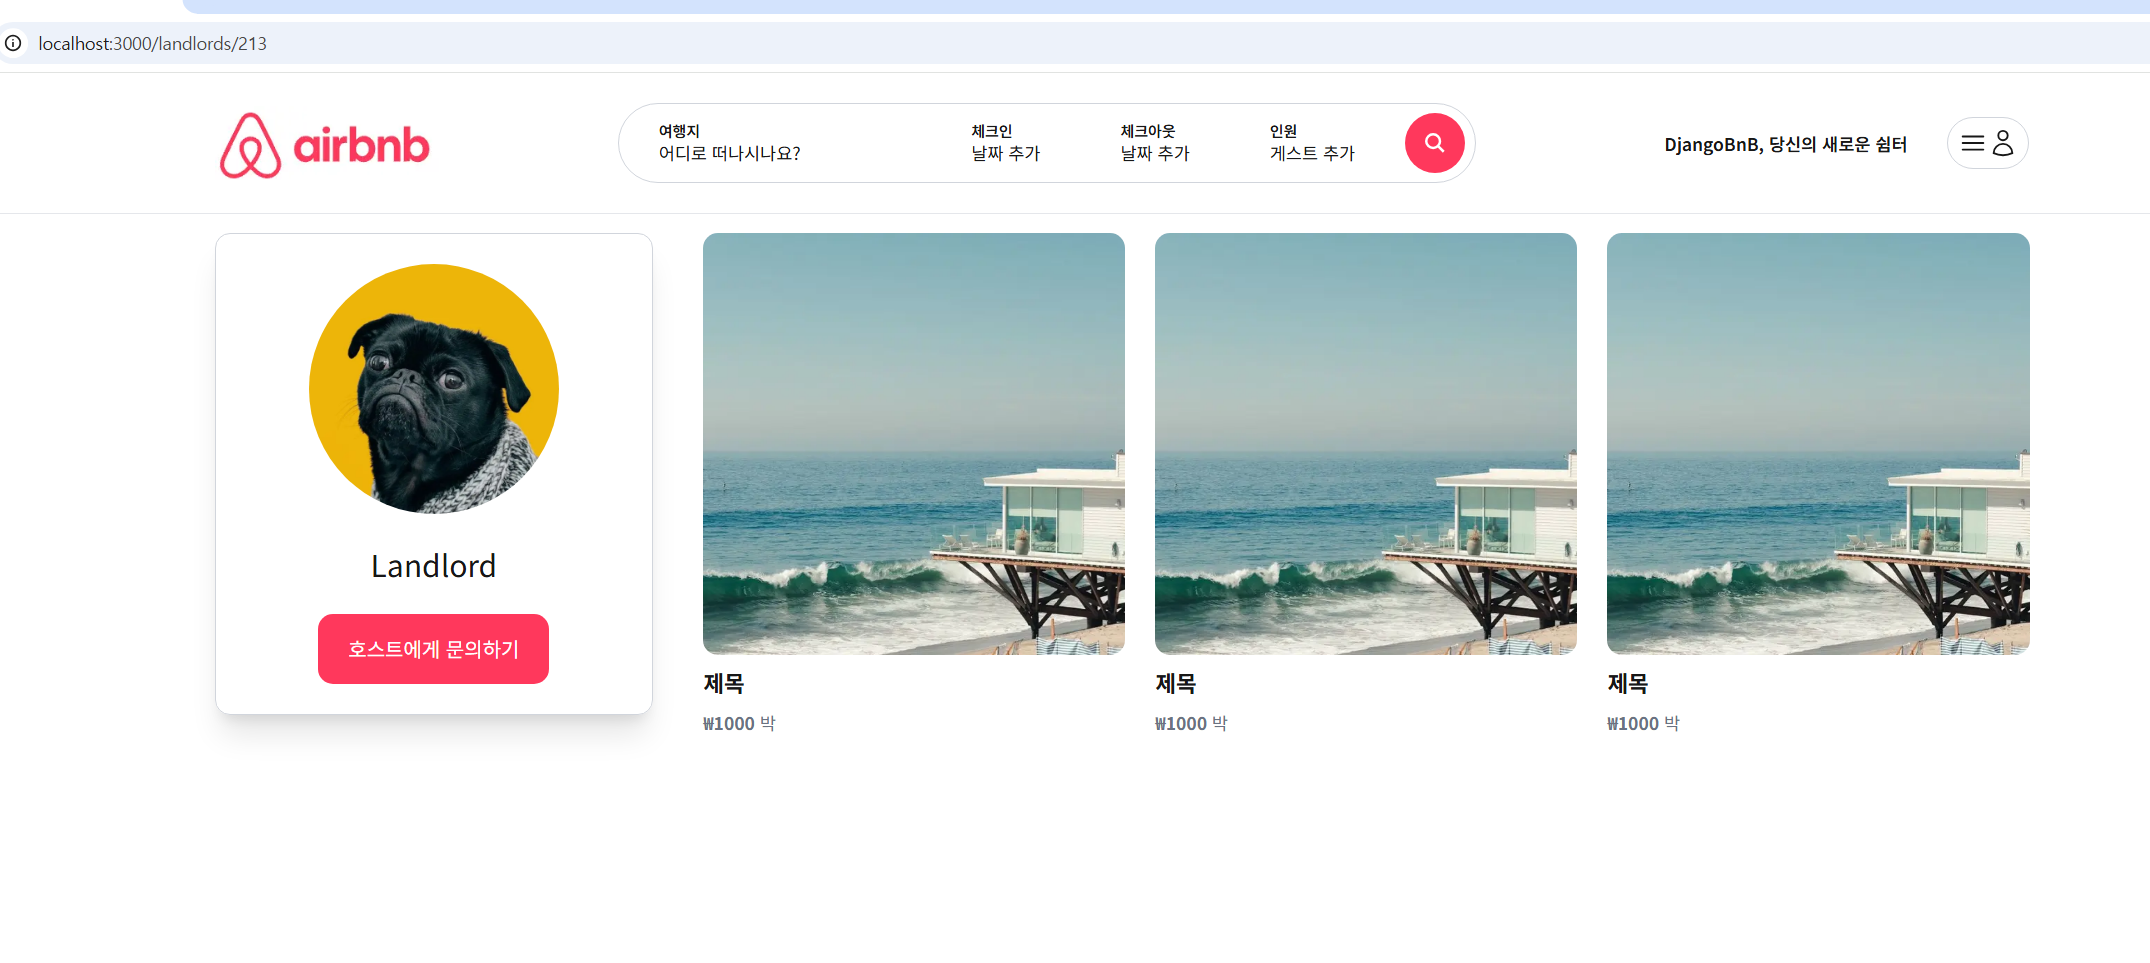 localhost:3000/landlords/213
airbnb
여행지
어디로 떠나시나요?
체크인
날짜 추가
체크아웃
날짜 추가
인원
게스트 추가
DjangoBnB, 당신의 새로운 쉼터
Landlord
호스트에게 문의하기
제목
₩1000 박
제목
₩1000 박
제목
₩1000 박